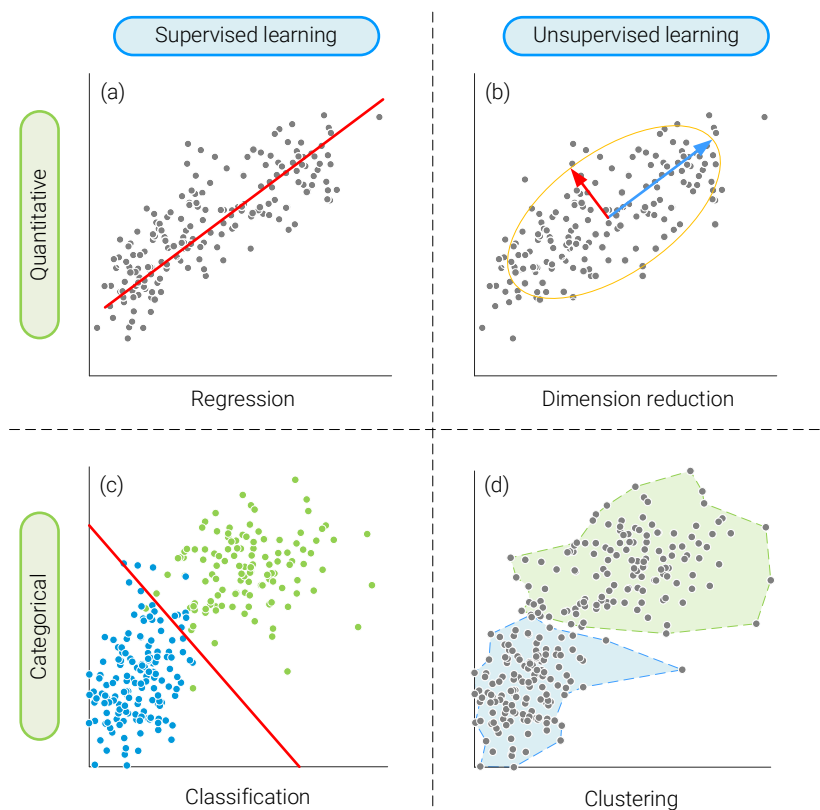 Supervised learning
Unsupervised learning
Quantitative
(a)
(b)
Regression
Dimension reduction
Categorical
(c)
(d)
Classification
Clustering